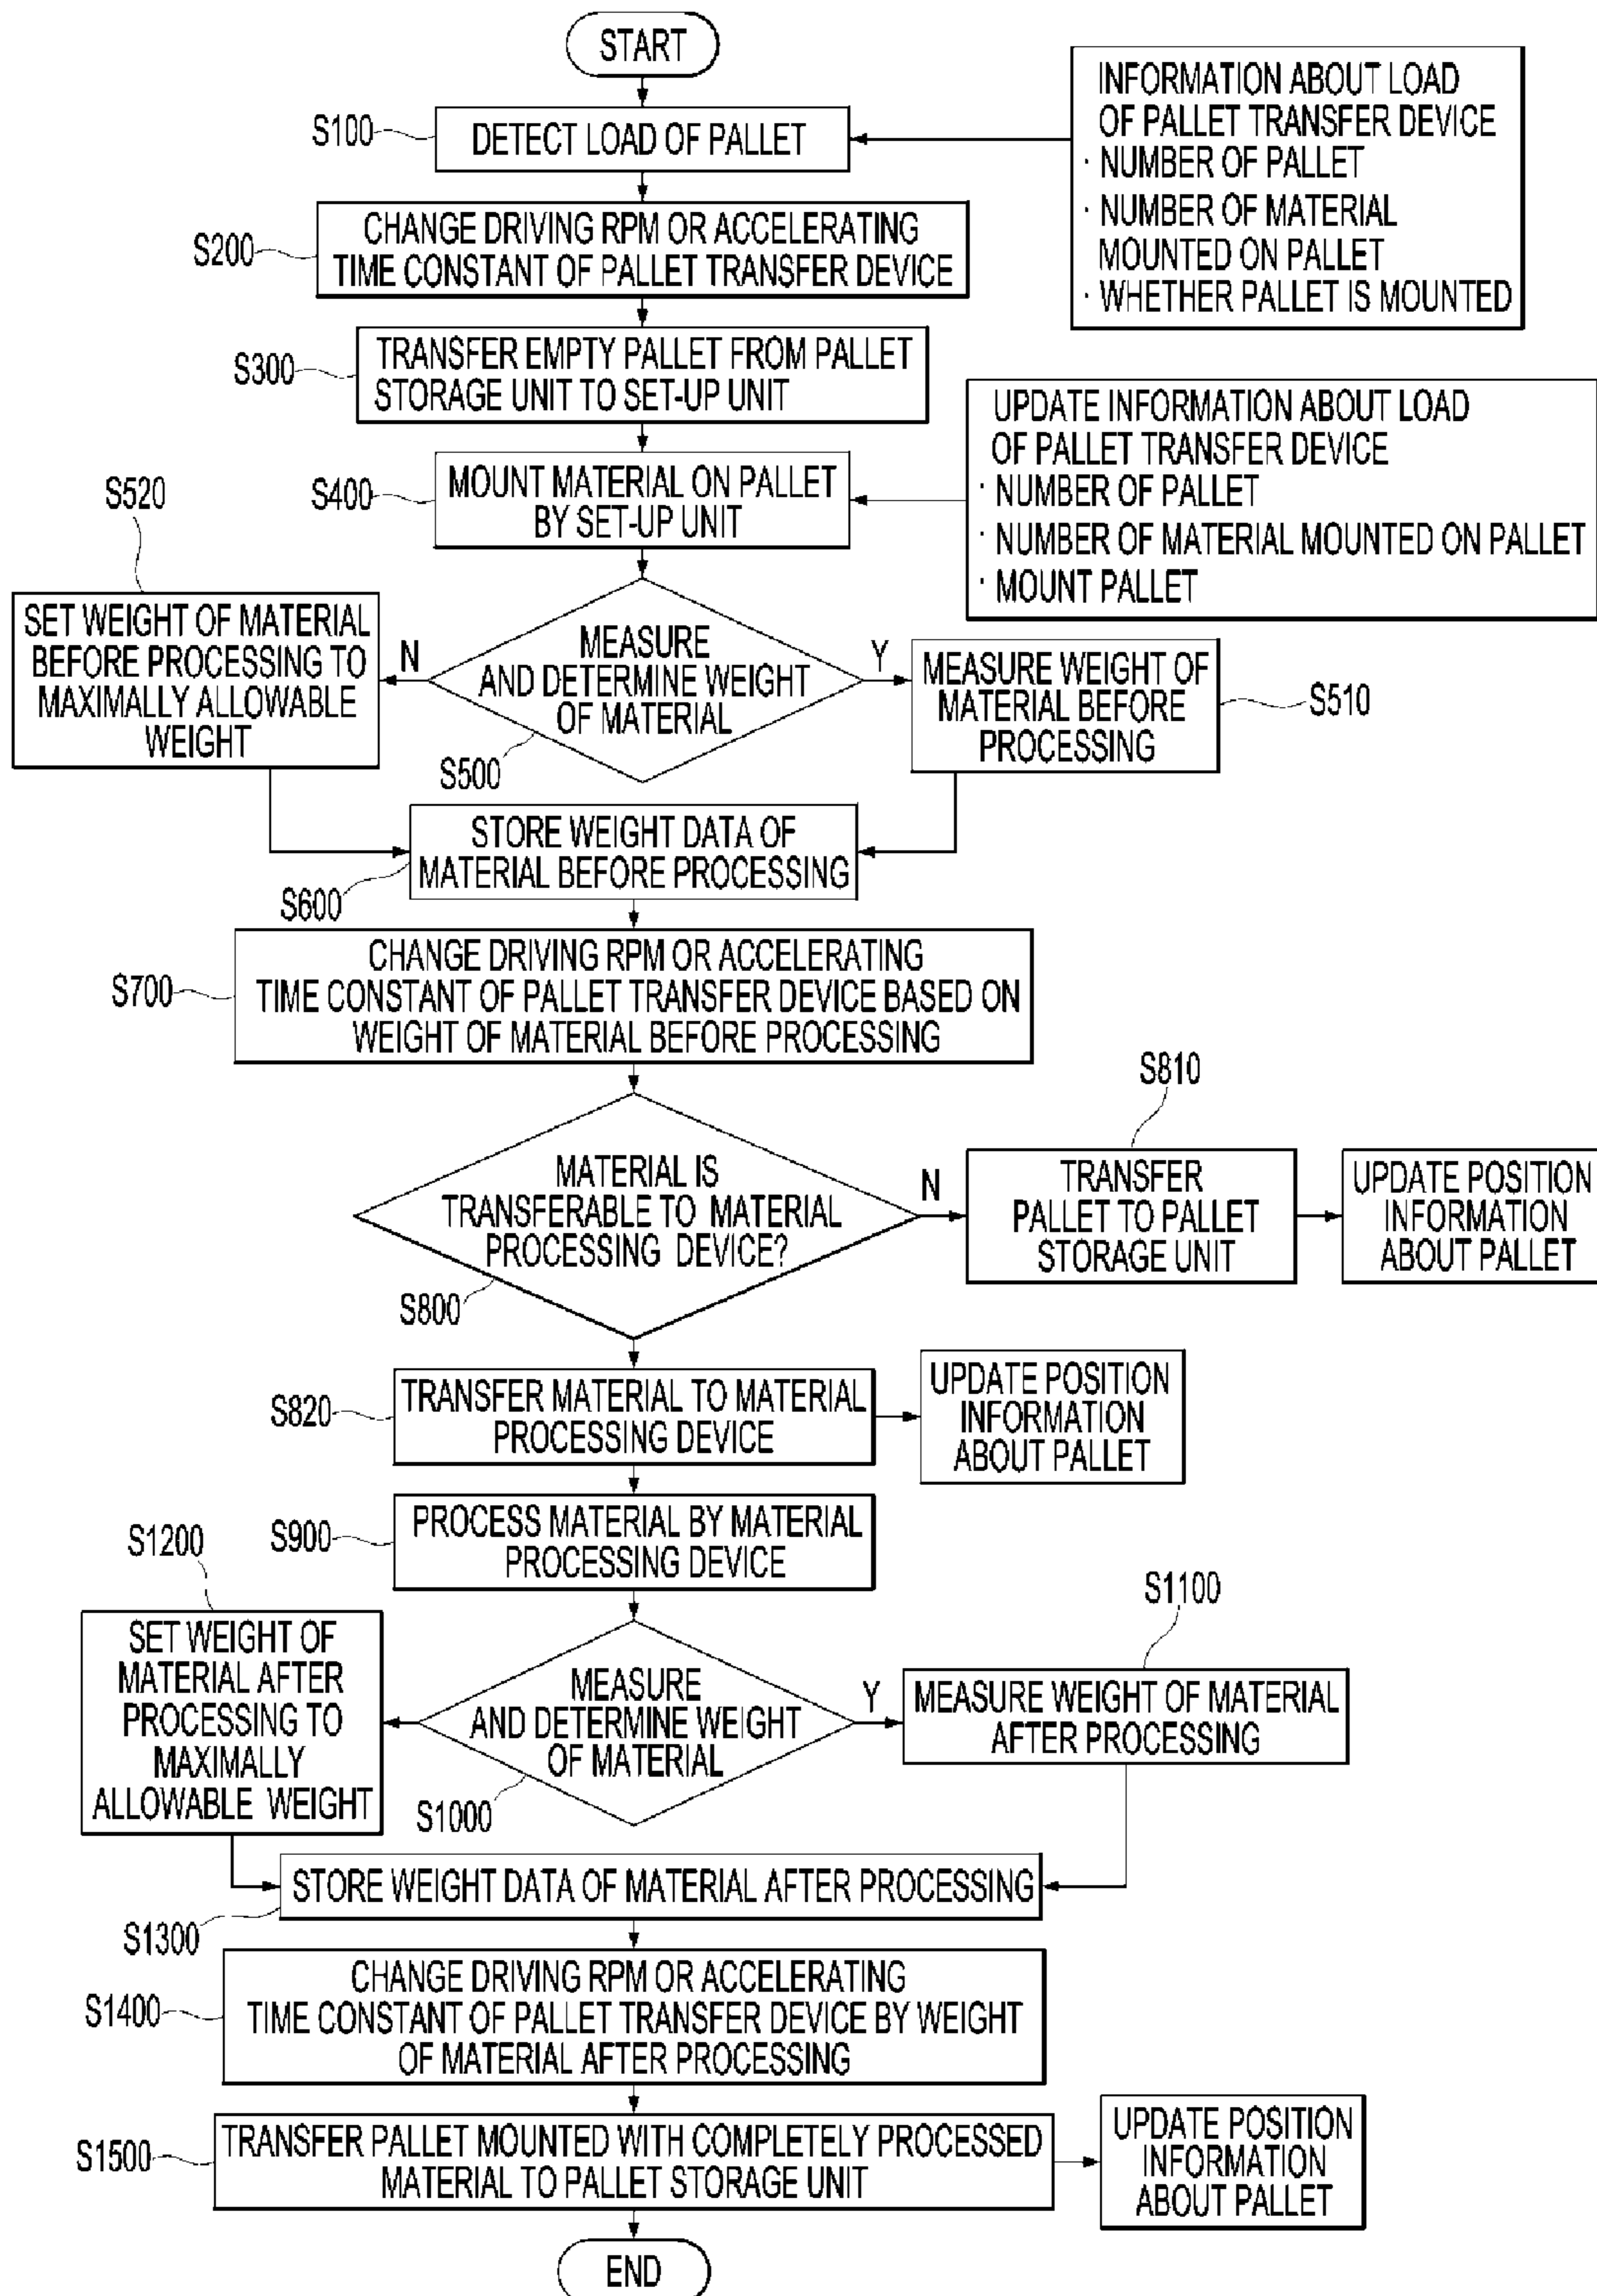 START
INFORMATION ABOUT LOAD
OF PALLET TRANSFER DEVICE
· NUMBER OF PALLET
· NUMBER OF MATERIAL
MOUNTED ON PALLET
· WHETHER PALLET IS MOUNTED
S100
DETECT LOAD OF PALLET
S200
CHANGE DRIVING RPM OR ACCELERATING
TIME CONSTANT OF PALLET TRANSFER DEVICE
S300
TRANSFER EMPTY PALLET FROM PALLET
STORAGE UNIT TO SET-UP UNIT
UPDATE INFORMATION ABOUT LOAD
OF PALLET TRANSFER DEVICE
· NUMBER OF PALLET
· NUMBER OF MATERIAL MOUNTED ON PALLET
· MOUNT PALLET
S400
MOUNT MATERIAL ON PALLET
BY SET-UP UNIT
S520
SET WEIGHT OF MATERIAL
BEFORE PROCESSING TO
MAXIMALLY ALLOWABLE
WEIGHT
N
MEASURE
AND DETERMINE WEIGHT
OF MATERIAL
S500
Y
MEASURE WEIGHT OF
MATERIAL BEFORE
PROCESSING
S510
STORE WEIGHT DATA OF
MATERIAL BEFORE PROCESSING
S600
S700
CHANGE DRIVING RPM OR ACCELERATING
TIME CONSTANT OF PALLET TRANSFER DEVICE BASED ON
WEIGHT OF MATERIAL BEFORE PROCESSING
MATERIAL IS
TRANSFERABLE TO MATERIAL
PROCESSING DEVICE?
S800
N
S810
TRANSFER
PALLET TO PALLET
STORAGE UNIT
UPDATE POSITION
INFORMATION
ABOUT PALLET
S820
TRANSFER MATERIAL TO MATERIAL
PROCESSING DEVICE
UPDATE POSITION
INFORMATION
ABOUT PALLET
S900
PROCESS MATERIAL BY MATERIAL
PROCESSING DEVICE
S1200
SET WEIGHT OF
MATERIAL AFTER
PROCESSING TO
MAXIMALLY
ALLOWABLE WEIGHT
MEASURE
AND DETERMINE WEIGHT
OF MATERIAL
S1000
Y
S1100
MEASURE WEIGHT OF MATERIAL
AFTER PROCESSING
STORE WEIGHT DATA OF MATERIAL AFTER PROCESSING
S1300
S1400
CHANGE DRIVING RPM OR ACCELERATING
TIME CONSTANT OF PALLET TRANSFER DEVICE BY WEIGHT
OF MATERIAL AFTER PROCESSING
S1500
TRANSFER PALLET MOUNTED WITH COMPLETELY PROCESSED
MATERIAL TO PALLET STORAGE UNIT
UPDATE POSITION
INFORMATION
ABOUT PALLET
END